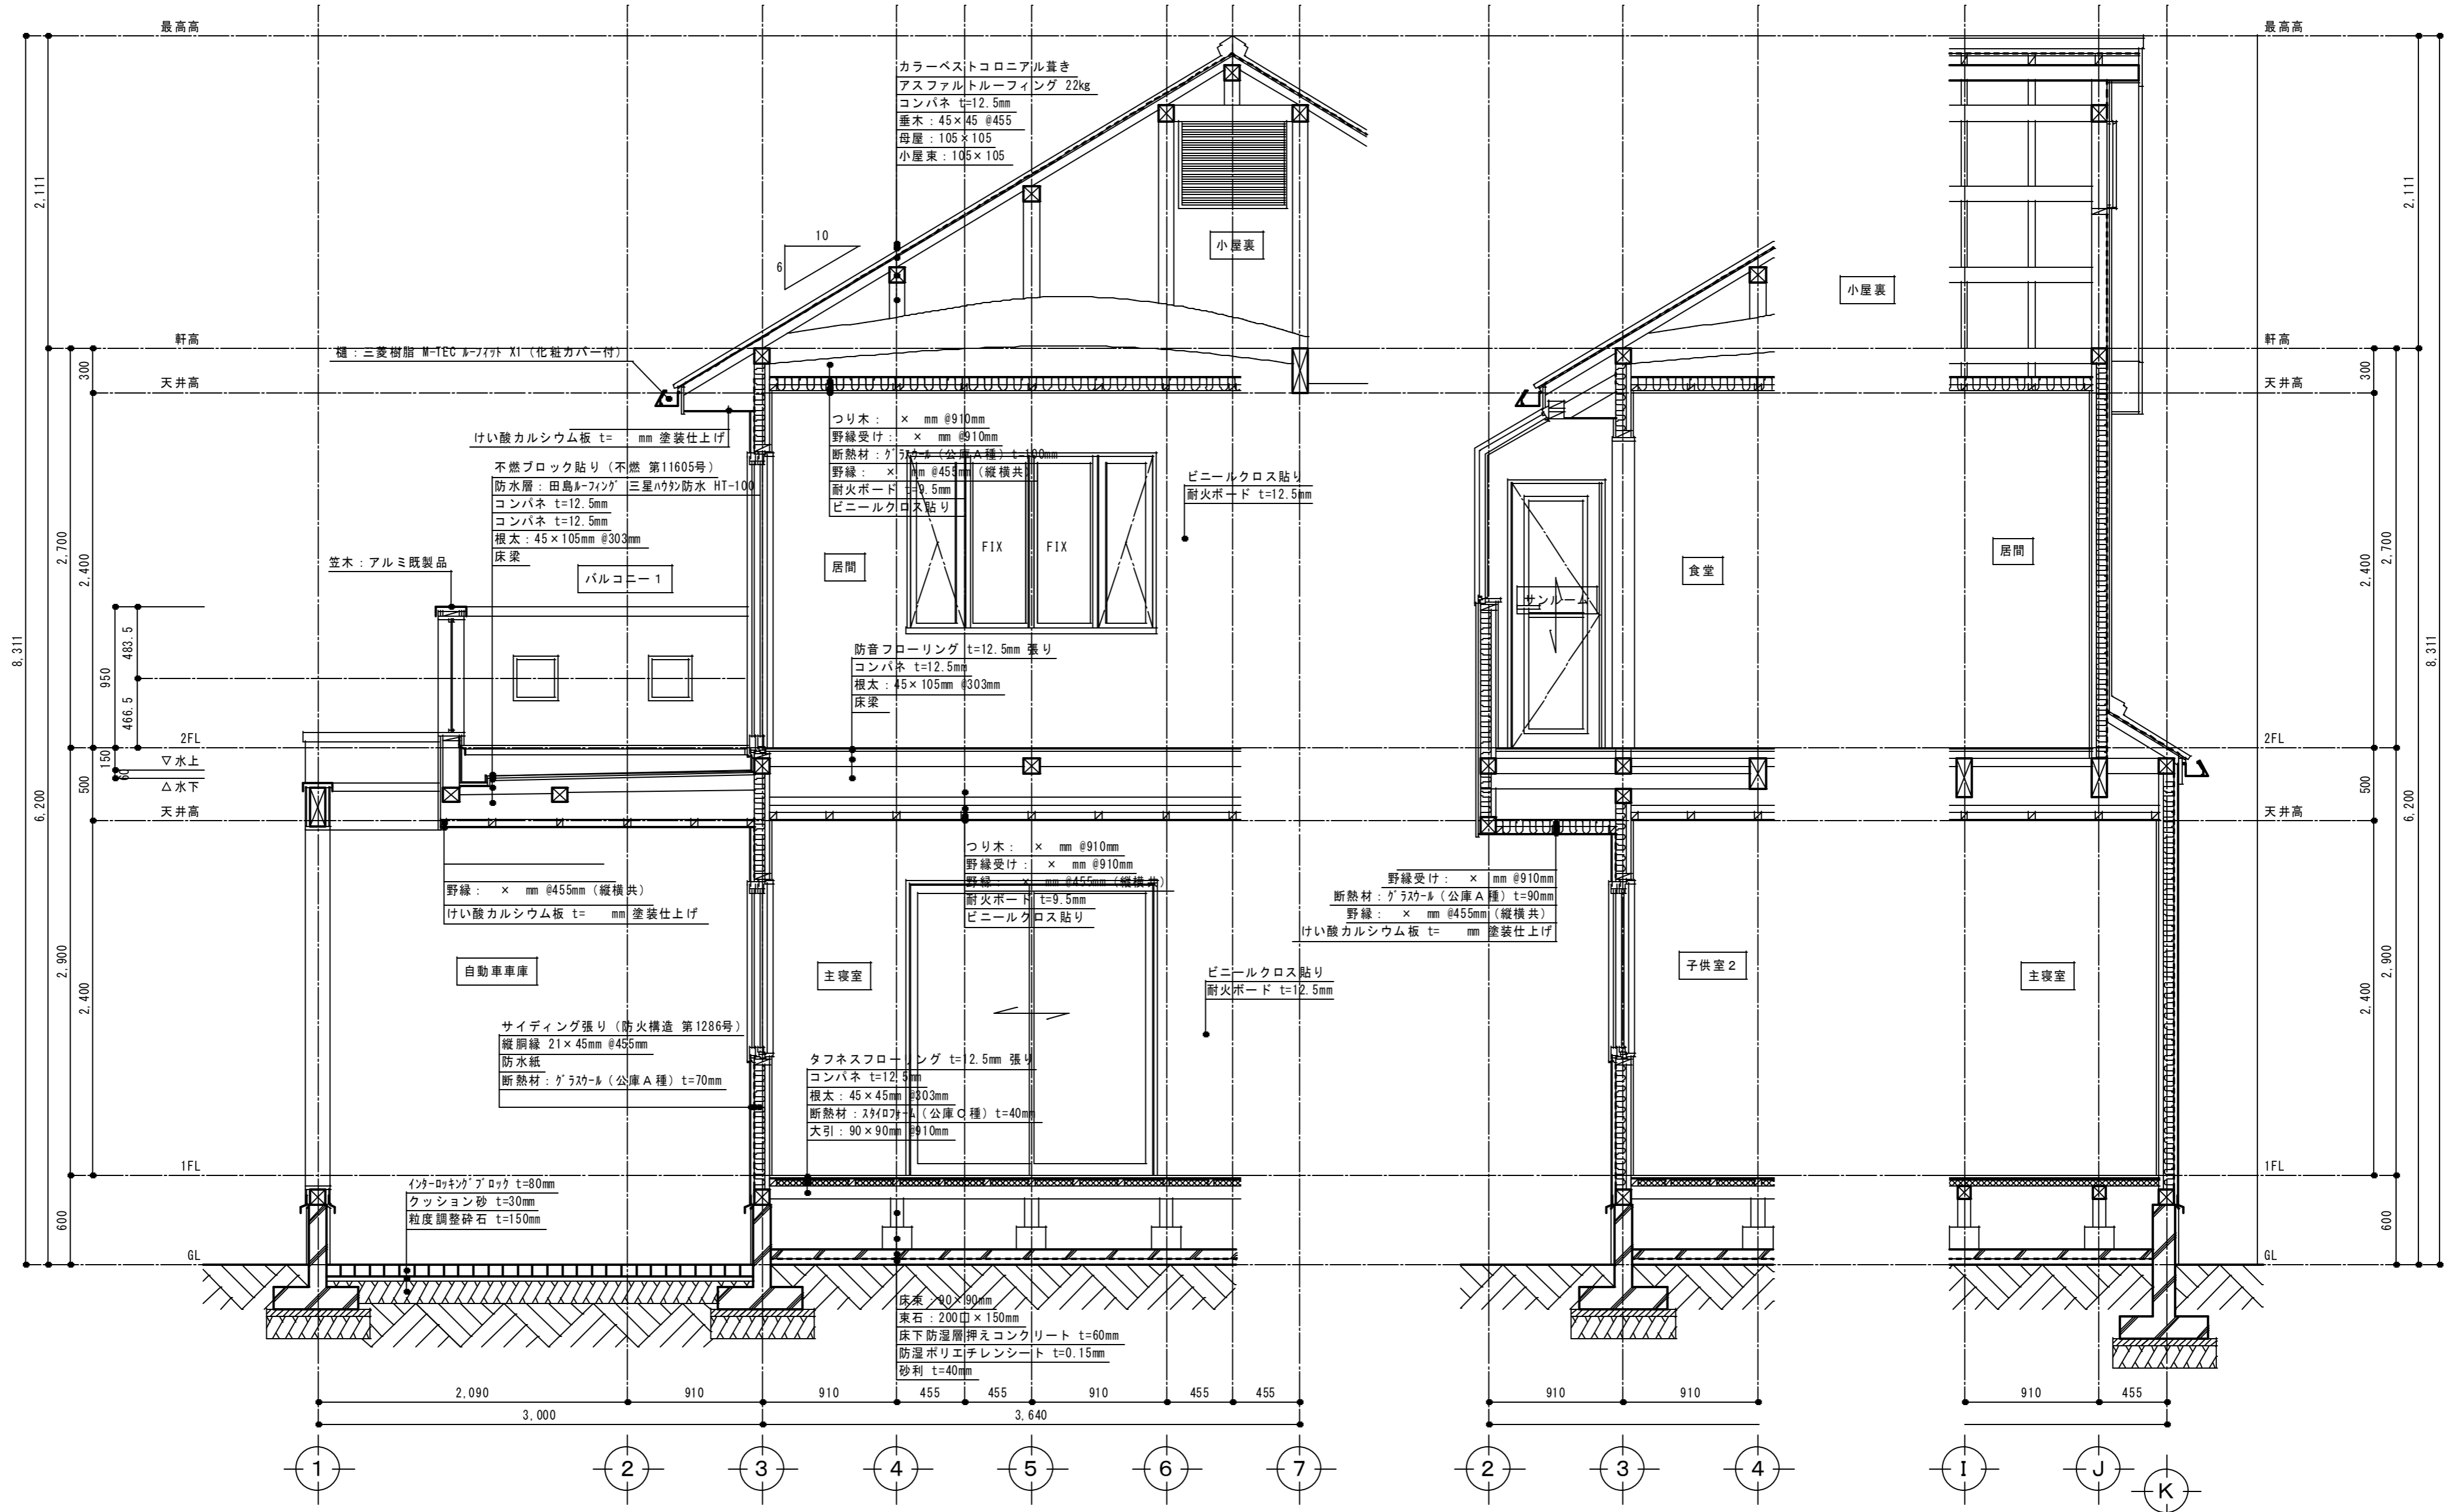 最高高
最高高
カラーベストコロニアル葺き
アスファルトルーフィング 22kg
コンパネ t=12.5mm
垂木：45×45 @455
母屋：105×105
小屋束：105×105
10
6
小屋裏
小屋裏
2,111
2,111
軒高
軒高
樋：三菱樹脂 M-TEC ﾙｰﾌｨｯﾄ X1（化粧カバー付）
300
300
天井高
天井高
けい酸カルシウム板 t=　mm 塗装仕上げ
つり木：　×　mm @910mm
野縁受け：　×　mm @910mm
断熱材：ｸﾞﾗｽｳｰﾙ（公庫A種）t=100mm
野縁：　×　mm @455mm（縦横共）
耐火ボード t=9.5mm
ビニールクロス貼り
不燃ブロック貼り（不燃 第11605号）
防水層：田島ﾙｰﾌｨﾝｸﾞ 三星ﾊｳﾀﾝ防水 HT-100
コンパネ t=12.5mm
コンパネ t=12.5mm
根太：45×105mm @303mm
床梁
ビニールクロス貼り
耐火ボード t=12.5mm
笠木：アルミ既製品
バルコニー1
居間
FIX
FIX
サンルーム
食堂
居間
2,700
2,400
2,400
2,700
8,311
8,311
950
483.5
466.5
防音フローリング t=12.5mm 張り
コンパネ t=12.5mm
根太：45×105mm @303mm
床梁
2FL
2FL
▽水上
△水下
150
60
500
500
天井高
天井高
6,200
6,200
野縁：　×　mm @455mm（縦横共）
けい酸カルシウム板 t=　mm 塗装仕上げ
つり木：　×　mm @910mm
野縁受け：　×　mm @910mm
野縁：　×　mm @455mm（縦横共）
耐火ボード t=9.5mm
ビニールクロス貼り
野縁受け：　×　mm @910mm
断熱材：ｸﾞﾗｽｳｰﾙ（公庫A種）t=90mm
野縁：　×　mm @455mm（縦横共）
けい酸カルシウム板 t=　mm 塗装仕上げ
自動車車庫
主寝室
ビニールクロス貼り
耐火ボード t=12.5mm
子供室2
主寝室
2,900
2,400
2,400
2,900
サイディング張り（防火構造 第1286号）
縦胴縁 21×45mm @455mm
防水紙
断熱材：ｸﾞﾗｽｳｰﾙ（公庫A種）t=70mm
タフネスフローリング t=12.5mm 張り
コンパネ t=12.5mm
根太：45×45mm @303mm
断熱材：ｽﾀｲﾛﾌｫｰﾑ（公庫C種）t=40mm
大引：90×90mm @910mm
1FL
1FL
ｲﾝﾀｰﾛｯｷﾝｸﾞﾌﾞﾛｯｸ t=80mm
クッション砂 t=30mm
粒度調整砕石 t=150mm
600
600
GL
GL
床束：90×90mm
束石：200口×150mm
床下防湿層押えコンクリート t=60mm
防湿ポリエチレンシート t=0.15mm
砂利 t=40mm
2,090
910
910
455
455
910
455
455
910
910
910
455
3,000
3,640
1
2
3
4
5
6
7
2
3
4
I
J
K